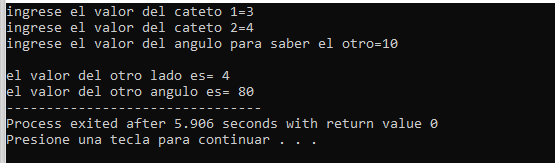 ingrese el valor del cateto 1=3
ingrese el valor del cateto 2=4
ingrese el valor del angulo para saber el otro=10
el valor del otro lado es= 4
el valor del otro angulo es= 80
--------------------------------
Process exited after 5.906 seconds with return value 0
Presione una tecla para continuar . . .